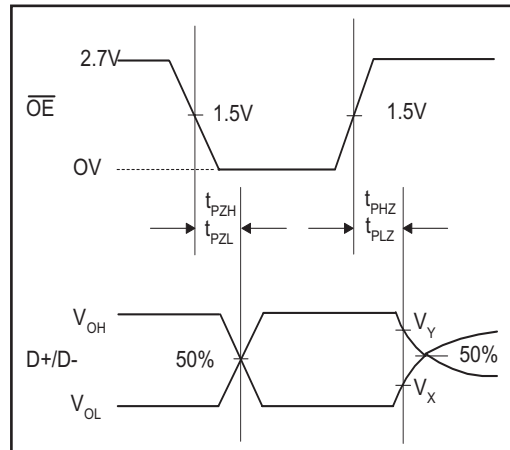 2.7V
OE
1.5V
1.5V
OV
tPZH
tPZL
tPHZ
tPLZ
VOH
VY
D+/D-
50%
50%
VX
VOL